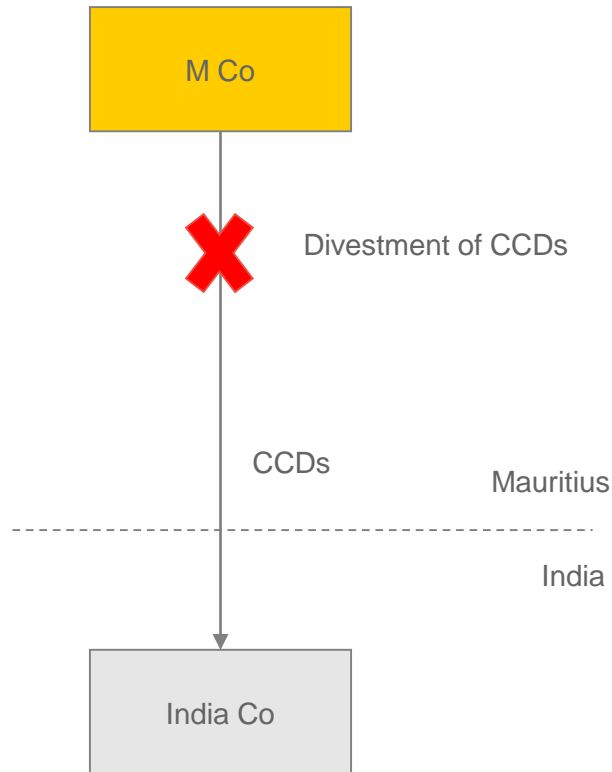 M Co
Divestment of CCDs
CCDs
Mauritius
India
India Co